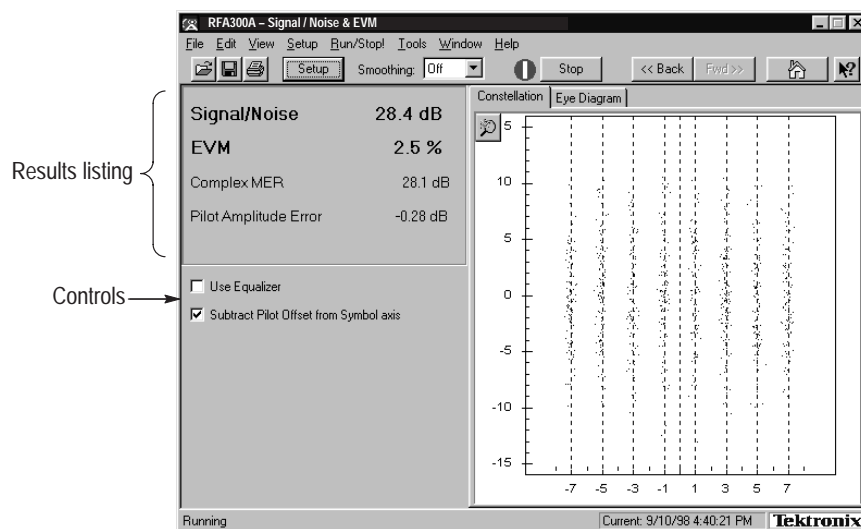 RFA300A – Signal / Noise & EVM
File Edit View Setup Run/Stop! Tools Window Help
Setup Smoothing: Off Stop << Back Fwd >>
Results listing
Signal/Noise 28.4 dB
EVM 2.5 %
Complex MER 28.1 dB
Pilot Amplitude Error -0.28 dB
Controls
Use Equalizer
Subtract Pilot Offset from Symbol axis
Constellation Eye Diagram
5
10
5
0
-5
-10
-15
-7 -5 -3 -1 1 3 5 7
Running Current: 9/10/98 4:40:21 PM Tektronix